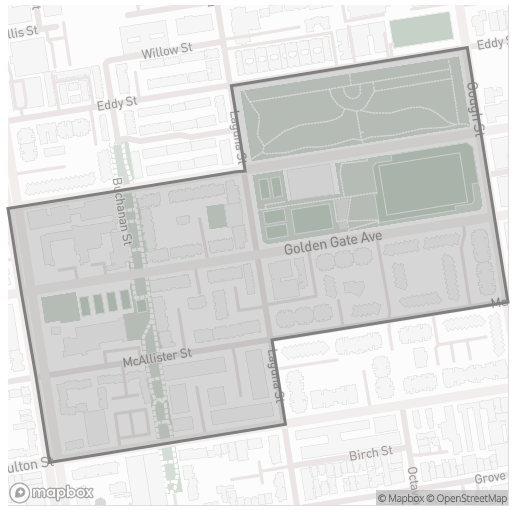 llis St
Willow St
Eddy St
Eddy St
Gough St
Laguna St
Buchanan St
Golden Gate Ave
Mc
McAllister St
Laguna St
ulton St
Birch St
Octa
Grove
mapbox
© Mapbox © OpenStreetMap